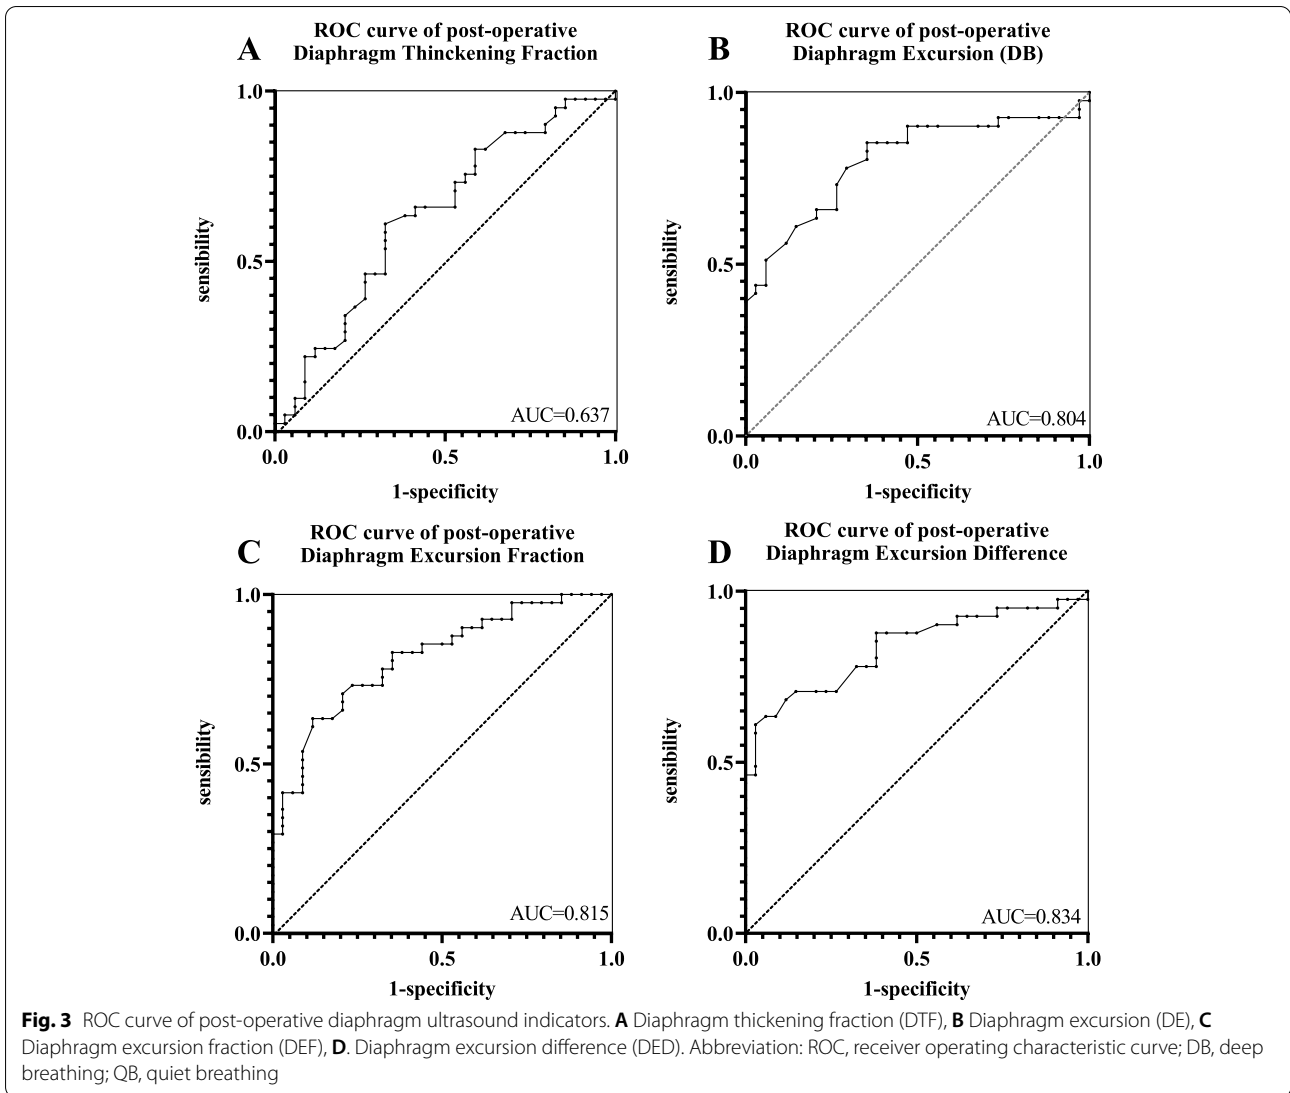 A
ROC curve of post-operative
Diaphragm Thinckening Fraction
1.0
0.5
0.0
sensibility
AUC=0.637
0.0 0.5 1.0
1-specificity
B
ROC curve of post-operative
Diaphragm Excursion (DB)
1.0
0.5
0.0
sensibility
AUC=0.804
0.0 0.5 1.0
1-specificity
C
ROC curve of post-operative
Diaphragm Excursion Fraction
1.0
0.5
0.0
sensibility
AUC=0.815
0.0 0.5 1.0
1-specificity
D
ROC curve of post-operative
Diaphragm Excursion Difference
1.0
0.5
0.0
sensibility
AUC=0.834
0.0 0.5 1.0
1-specificity
Fig. 3 ROC curve of post-operative diaphragm ultrasound indicators. A Diaphragm thickening fraction (DTF), B Diaphragm excursion (DE), C
Diaphragm excursion fraction (DEF), D. Diaphragm excursion difference (DED). Abbreviation: ROC, receiver operating characteristic curve; DB, deep
breathing; QB, quiet breathing